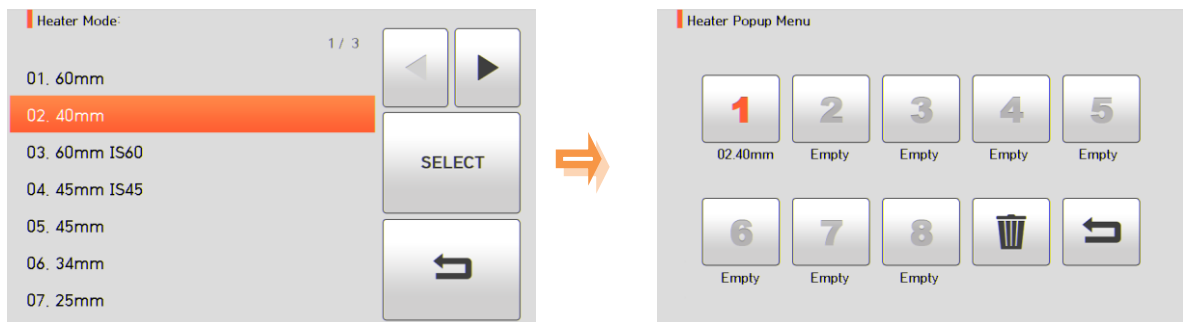 Heater Mode:
1 / 3
01. 60mm
02. 40mm
03. 60mm IS60
04. 45mm IS45
05. 45mm
06. 34mm
07. 25mm
SELECT
Heater Popup Menu
1 2 3 4 5
02.40mm Empty Empty Empty Empty
6 7 8
Empty Empty Empty